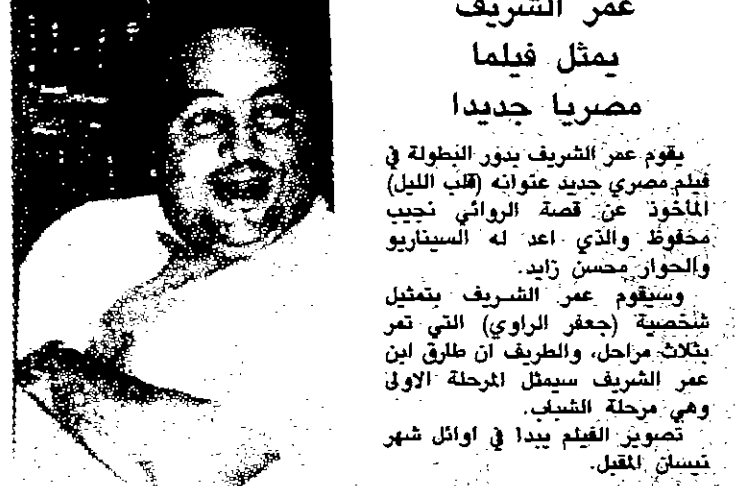 عمر الشريف
يمثل فيلما
مصريا جديدا
يقوم عمر الشريف بدور البطولة في
فيلم مصري جديد عنوانه (قلب الليل)
المأخوذ عن قصة الروائي نجيب
محفوظ والذي اعد له السيناريو
والحوار محسن زايد.
وسيقوم عمر الشريف بتمثيل
شخصية (جعفر الراوي) التي تمر
بثلاث مراحل، والطريف ان طارق ابن
عمر الشريف سيمثل المرحلة الاولى
وهي مرحلة الشباب.
تصوير الفيلم يبدا في اوائل شهر
نيسان المقبل.